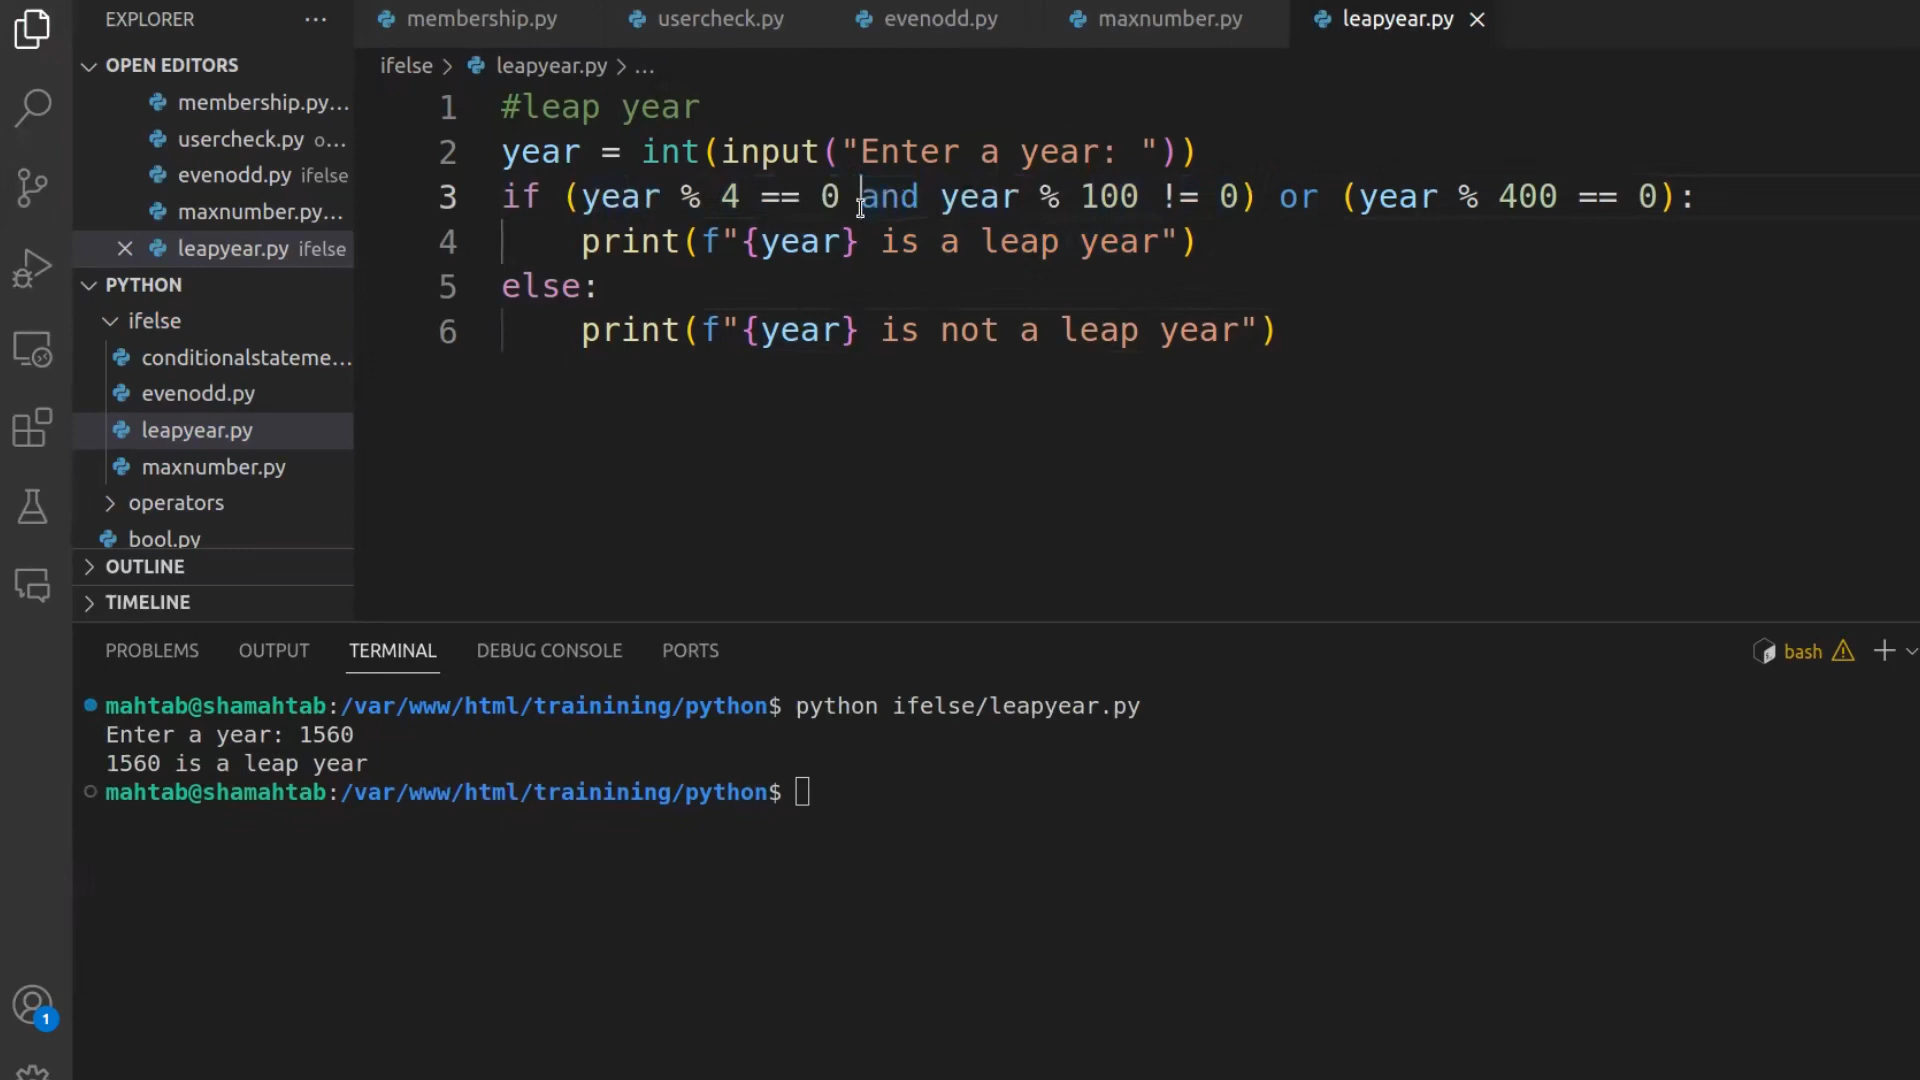 EXPLORER ...
membership.py
usercheck.py
evenodd.py
maxnumber.py
leapyear.py
OPEN EDITORS
membership.py...
usercheck.py o...
evenodd.py ifelse
maxnumber.py...
leapyear.py ifelse
PYTHON
ifelse
conditionalstateme...
evenodd.py
leapyear.py
maxnumber.py
operators
bool.py
OUTLINE
TIMELINE
ifelse > leapyear.py > ...
1 #leap year
2 year = int(input("Enter a year: "))
3 if (year % 4 == 0 and year % 100 != 0) or (year % 400 == 0):
4 print(f"{year} is a leap year")
5 else:
6 print(f"{year} is not a leap year")
PROBLEMS OUTPUT TERMINAL DEBUG CONSOLE PORTS
bash
mahtab@shamahtab:/var/www/html/trainining/python$ python ifelse/leapyear.py
Enter a year: 1560
1560 is a leap year
mahtab@shamahtab:/var/www/html/trainining/python$
1